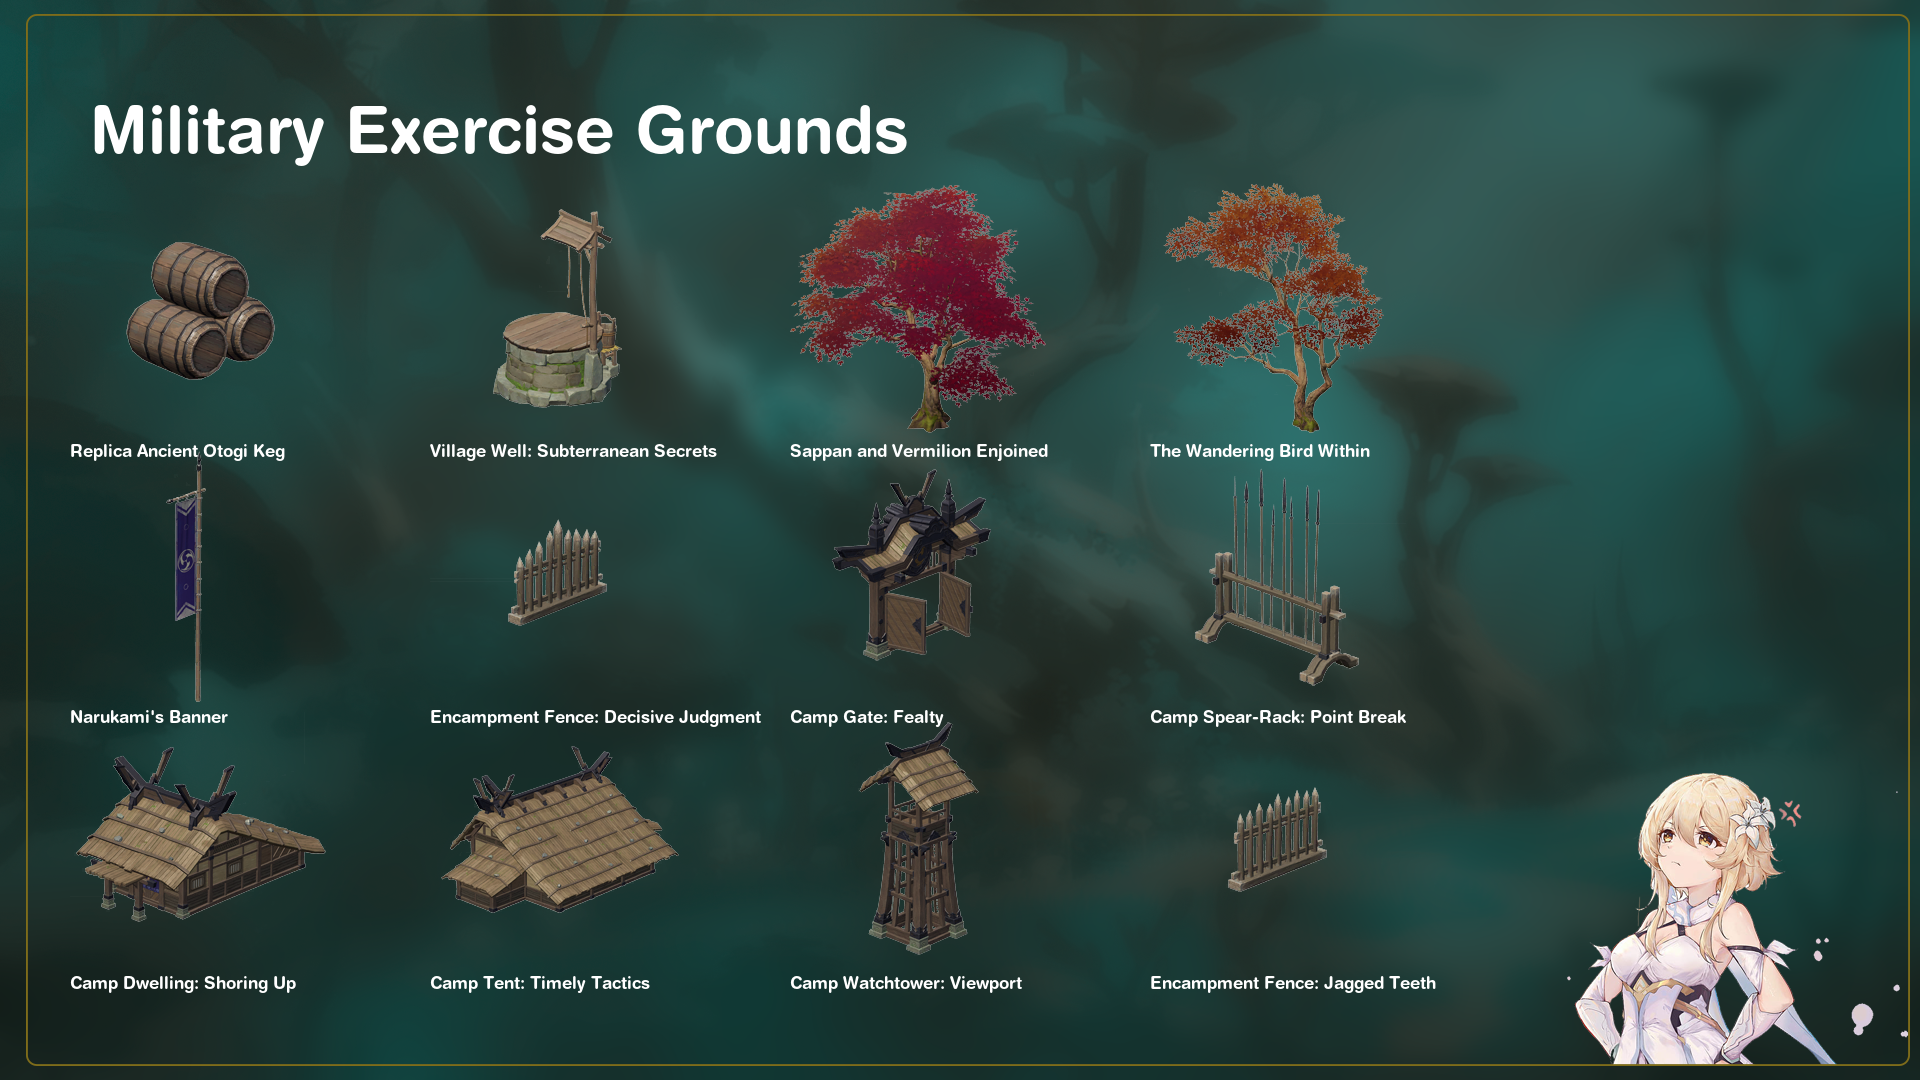 Military Exercise Grounds
Replica Ancient Otogi Keg
Village Well: Subterranean Secrets
Sappan and Vermilion Enjoined
The Wandering Bird Within
Narukami's Banner
Encampment Fence: Decisive Judgment
Camp Gate: Fealty
Camp Spear-Rack: Point Break
Camp Dwelling: Shoring Up
Camp Tent: Timely Tactics
Camp Watchtower: Viewport
Encampment Fence: Jagged Teeth